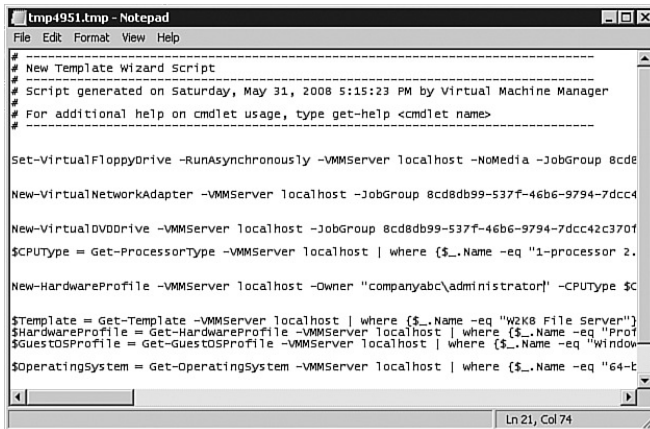 tmp4951.tmp - Notepad
File Edit Format View Help
# ------------------------------------------------------------------------
# New Template Wizard Script
# ------------------------------------------------------------------------
# Script generated on Saturday, May 31, 2008 5:15:23 PM by Virtual Machine Manager
#
# For additional help on cmdlet usage, type get-help <cmdlet name>
# ------------------------------------------------------------------------
Set-VirtualFloppyDrive -RunAsynchronously -VMMServer localhost -NoMedia -JobGroup 8cd8
New-VirtualNetworkAdapter -VMMServer localhost -JobGroup 8cd8db99-537f-46b6-9794-7dcc4
New-VirtualDVDDrive -VMMServer localhost -JobGroup 8cd8db99-537f-46b6-9794-7dcc42c370f
$CPUType = Get-ProcessorType -VMMServer localhost | where {$_.Name -eq "1-processor 2.
New-HardwareProfile -VMMServer localhost -Owner "companyabc\administrator" -CPUType $C
$Template = Get-Template -VMMServer localhost | where {$_.Name -eq "W2K8 File Server"}
$HardwareProfile = Get-HardwareProfile -VMMServer localhost | where {$_.Name -eq "Prof
$GuestOSProfile = Get-GuestOSProfile -VMMServer localhost | where {$_.Name -eq "Window
$OperatingSystem = Get-OperatingSystem -VMMServer localhost | where {$_.Name -eq "64-b
Ln 21, Col 74